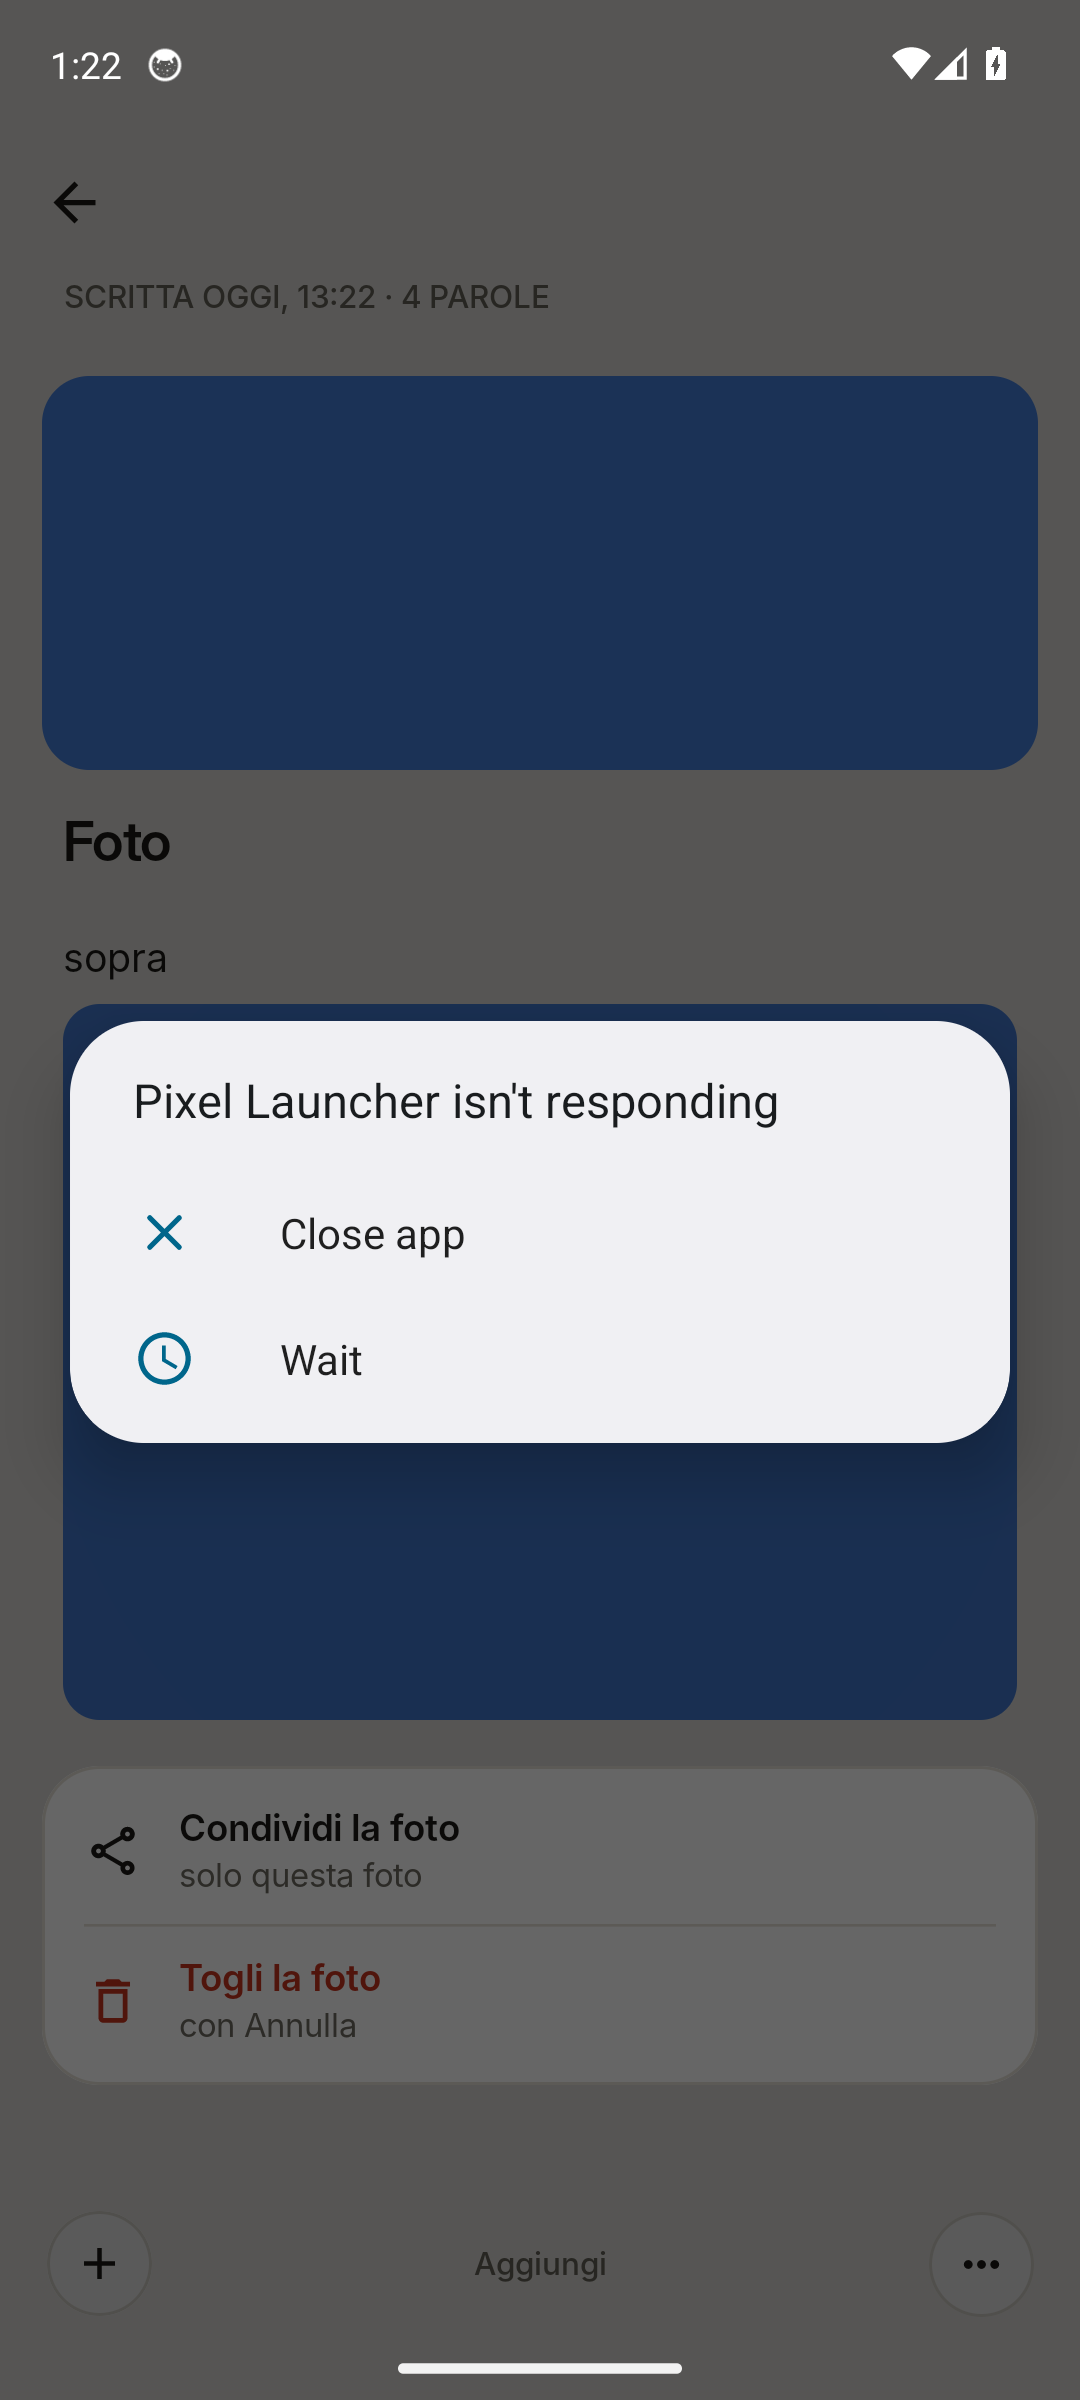 1:22
SCRITTA OGGI, 13:22 · 4 PAROLE
Foto
sopra
Pixel Launcher isn't responding
Close app
Wait
Condividi la foto
solo questa foto
Togli la foto
con Annulla
Aggiungi